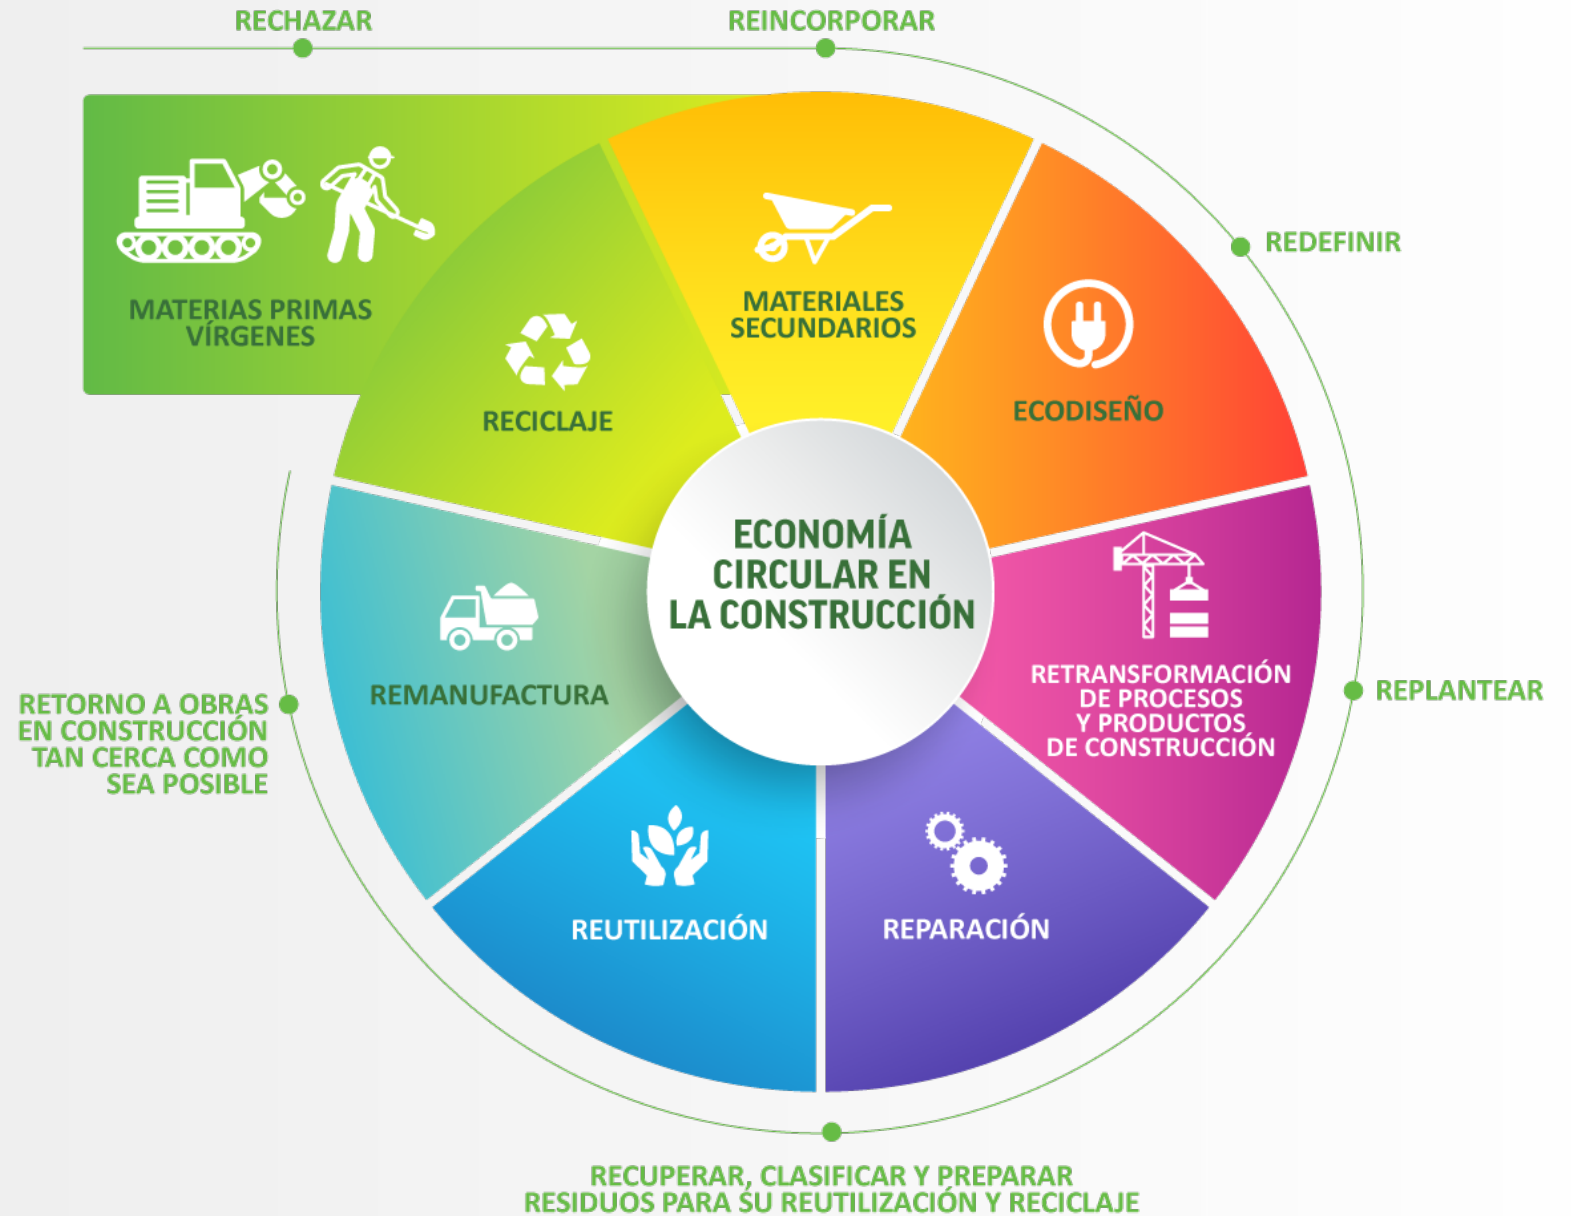 RECHAZAR
REINCORPORAR
REDEFINIR
MATERIAS PRIMAS
VÍRGENES
MATERIALES
SECUNDARIOS
RECICLAJE
ECODISEÑO
ECONOMÍA
CIRCULAR EN
LA CONSTRUCCIÓN
RETRANSFORMACIÓN
DE PROCESOS
Y PRODUCTOS
DE CONSTRUCCIÓN
REPLANTEAR
REMANUFACTURA
RETORNO A OBRAS
EN CONSTRUCCIÓN
TAN CERCA COMO
SEA POSIBLE
REUTILIZACIÓN
REPARACIÓN
RECUPERAR, CLASIFICAR Y PREPARAR
RESIDUOS PARA SU REUTILIZACIÓN Y RECICLAJE